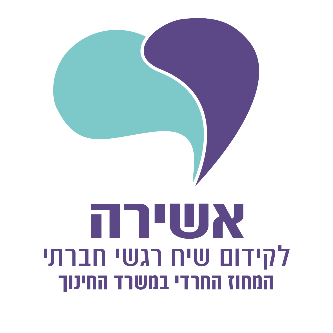 אשירה
לקידום שיח רגשי חברתי
המחוז החרדי במשרד החינוך